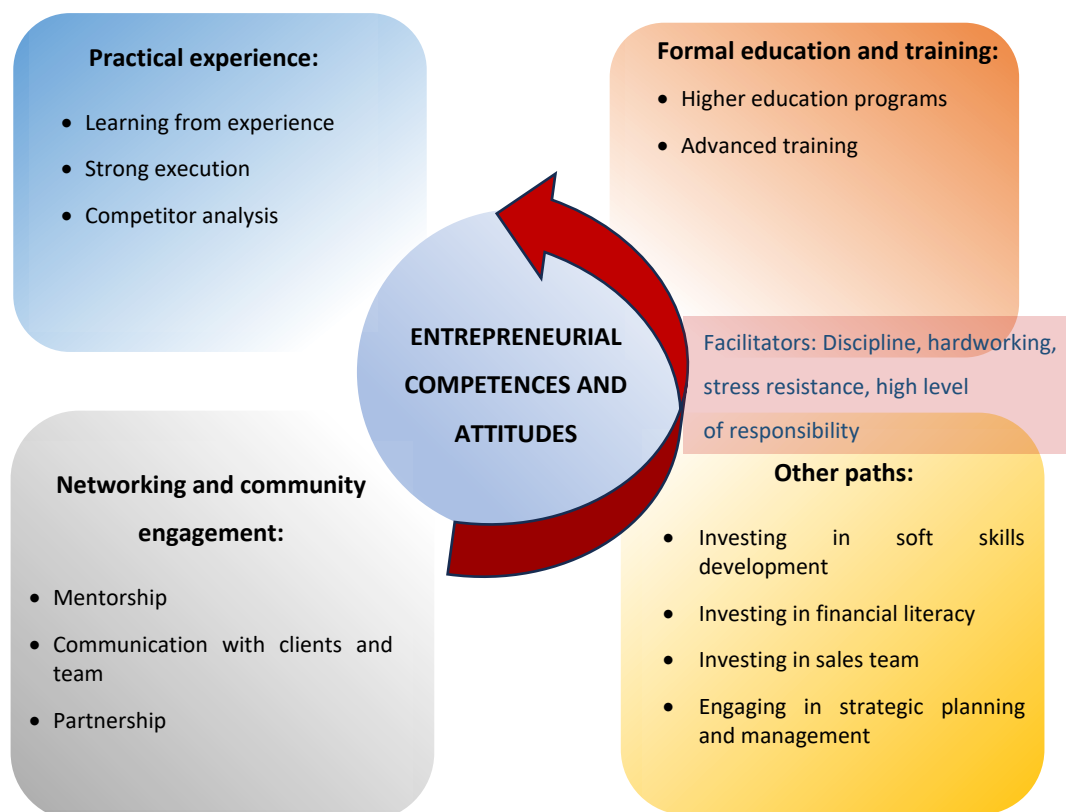 Practical experience:
• Learning from experience
• Strong execution
• Competitor analysis
Formal education and training:
• Higher education programs
• Advanced training
ENTREPRENEURIAL
COMPETENCES AND
ATTITUDES
Facilitators: Discipline, hardworking,
stress resistance, high level
of responsibility
Networking and community
engagement:
• Mentorship
• Communication with clients and
team
• Partnership
Other paths:
• Investing in soft skills
development
• Investing in financial literacy
• Investing in sales team
• Engaging in strategic planning
and management